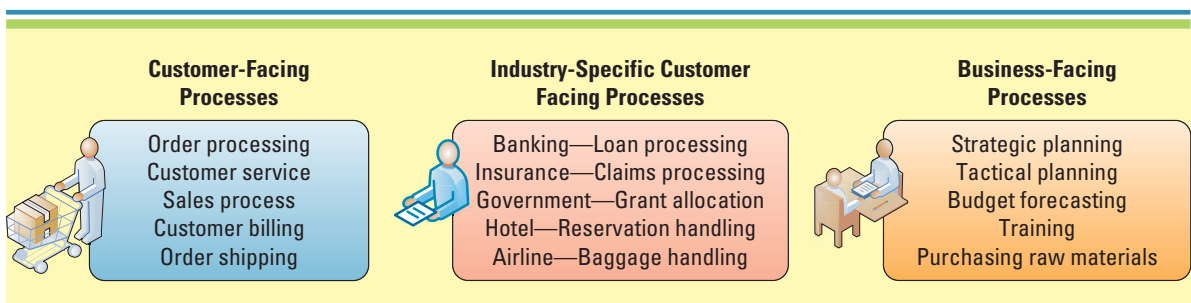 Customer-Facing
Processes
Order processing
Customer service
Sales process
Customer billing
Order shipping
Industry-Specific Customer
Facing Processes
Banking—Loan processing
Insurance—Claims processing
Government—Grant allocation
Hotel—Reservation handling
Airline—Baggage handling
Business-Facing
Processes
Strategic planning
Tactical planning
Budget forecasting
Training
Purchasing raw materials